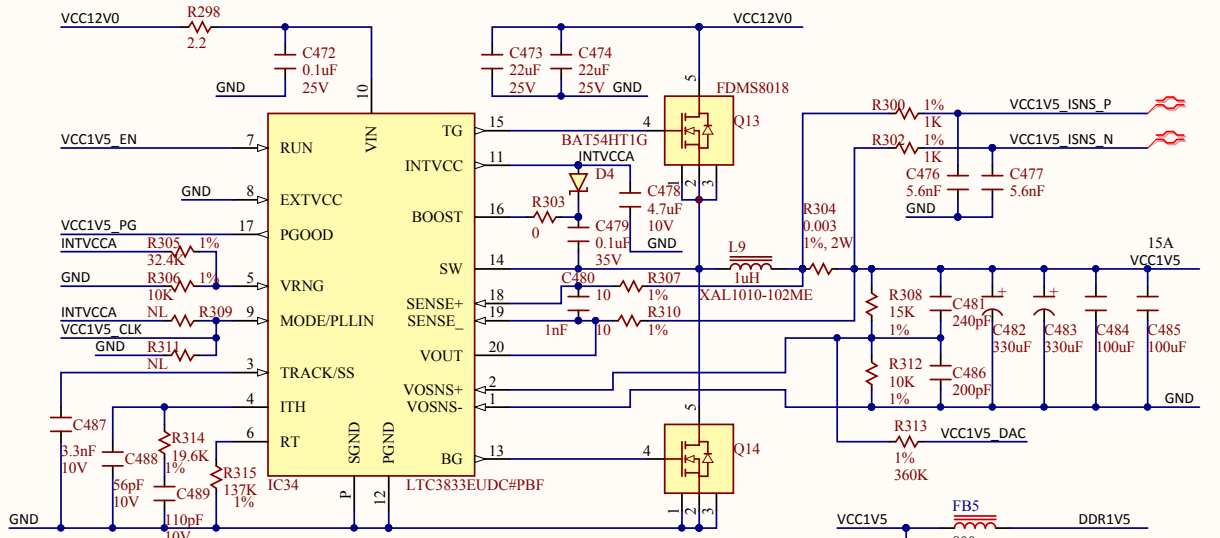 VCC12V0
R298
2.2
C472
0.1uF
25V
GND
10
VIN
C473
22uF
25V
C474
22uF
25V
GND
VCC12V0
5
FDMS8018
4
Q13
1
2
3
R300
1%
1K
VCC1V5_ISNS_P
R302
1%
1K
VCC1V5_ISNS_N
C476
5.6nF
C477
5.6nF
GND
VCC1V5_EN
7
RUN
GND
8
EXTVCC
VCC1V5_PG
17
PGOOD
INTVCCA
R305
1%
32.4K
GND
R306
1%
10K
5
VRNG
INTVCCA
NL
R309
9
MODE/PLLIN
VCC1V5_CLK
GND
R311
NL
3
TRACK/SS
4
ITH
6
RT
SGND
PGND
P
12
IC34
LTC3833EUDC#PBF
TG
15
INTVCC
11
BOOST
16
SW
14
SENSE+
18
SENSE_
19
VOUT
20
VOSNS+
2
VOSNS-
1
BG
13
BAT54HT1G
INTVCCA
D4
C478
4.7uF
10V
GND
R303
0
C479
0.1uF
35V
C480
1nF
R307
10
1%
R310
10
1%
L9
1uH
XAL1010-102ME
R304
0.003
1%, 2W
15A
VCC1V5
R308
15K
1%
C481
240pF
C482
330uF
C483
330uF
C484
100uF
C485
100uF
+
+
R312
10K
1%
C486
200pF
GND
R313
1%
360K
VCC1V5_DAC
5
4
Q14
1
2
3
C487
3.3nF
10V
C488
56pF
10V
R314
19.6K
1%
C489
110pF
10V
R315
137K
1%
GND
VCC1V5
FB5
DDR1V5